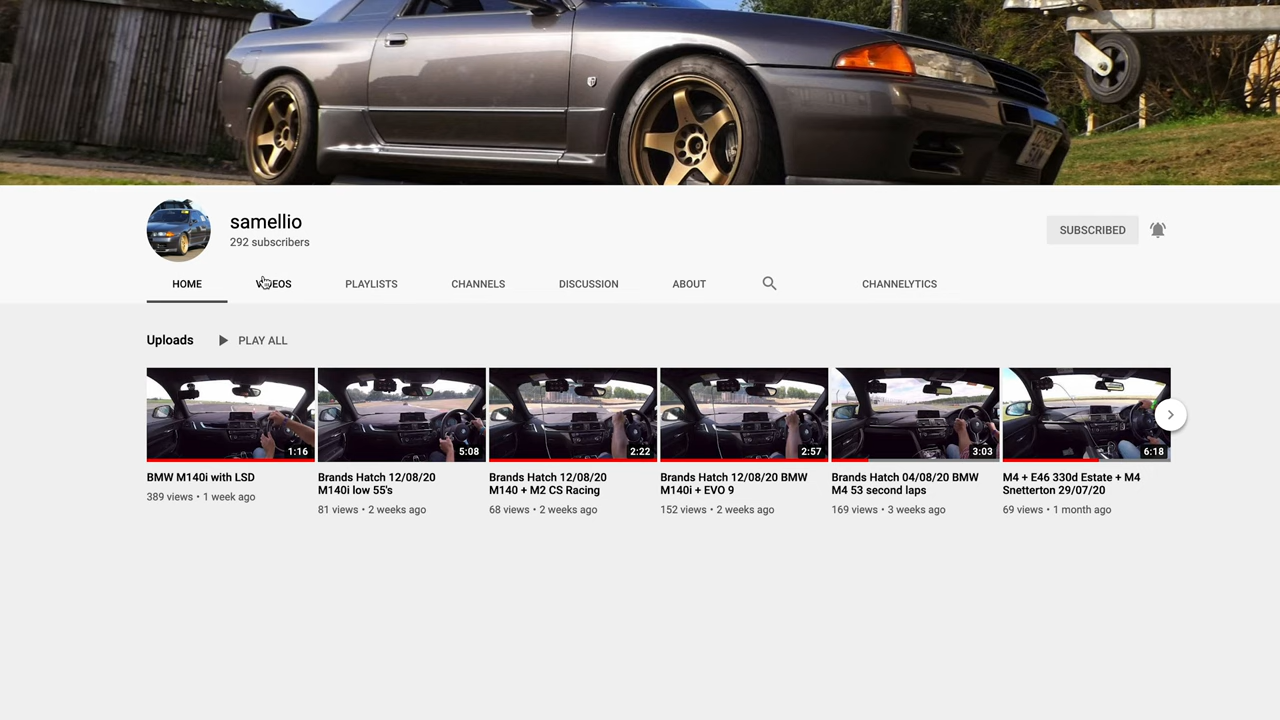 samellio
292 subscribers
SUBSCRIBED
HOME
PLAYLISTS
CHANNELS
DISCUSSION
ABOUT
CHANNELYTICS
Uploads
PLAY ALL
1:16
5:08
2:22
2:57
3:03
6:18
BMW M140i with LSD
389 views • 1 week ago
Brands Hatch 12/08/20
M140i low 55's
81 views • 2 weeks ago
Brands Hatch 12/08/20
M140 + M2 CS Racing
68 views • 2 weeks ago
Brands Hatch 12/08/20 BMW
M140i + EVO 9
152 views • 2 weeks ago
Brands Hatch 04/08/20 BMW
M4 53 second laps
169 views • 3 weeks ago
M4 + E46 330d Estate + M4
Snetterton 29/07/20
69 views • 1 month ago